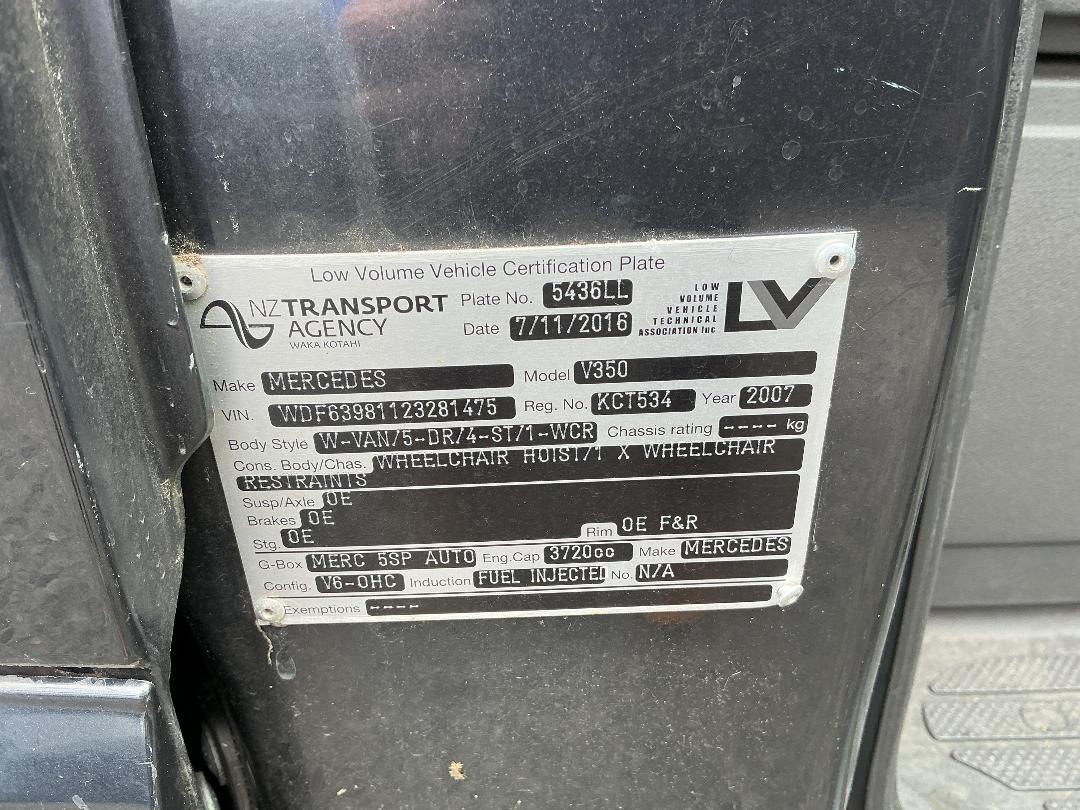 Low Volume Vehicle Certification Plate
NZTRANSPORT
AGENCY
WAKA KOTAHI
Plate No. 5436LL
Date 7/11/2016
LOW
VOLUME
VEHICLE
TECHNICAL
ASSOCIATION Inc
LV
Make MERCEDES Model V350
VIN. WDF63981123281475 Reg. No. KCT534 Year 2007
Body Style W-VAN/5-DR/4-ST/1-WCR Chassis rating ---- kg
Cons. Body/Chas. WHEELCHAIR HOIST/1 X WHEELCHAIR
RESTRAINTS
Susp/Axle OE
Brakes OE
Stg. OE Rim OE F&R
G-Box MERC 5SP AUTO Eng.Cap 3720cc Make MERCEDES
Config. V6-OHC Induction FUEL INJECTED No. N/A
Exemptions ----